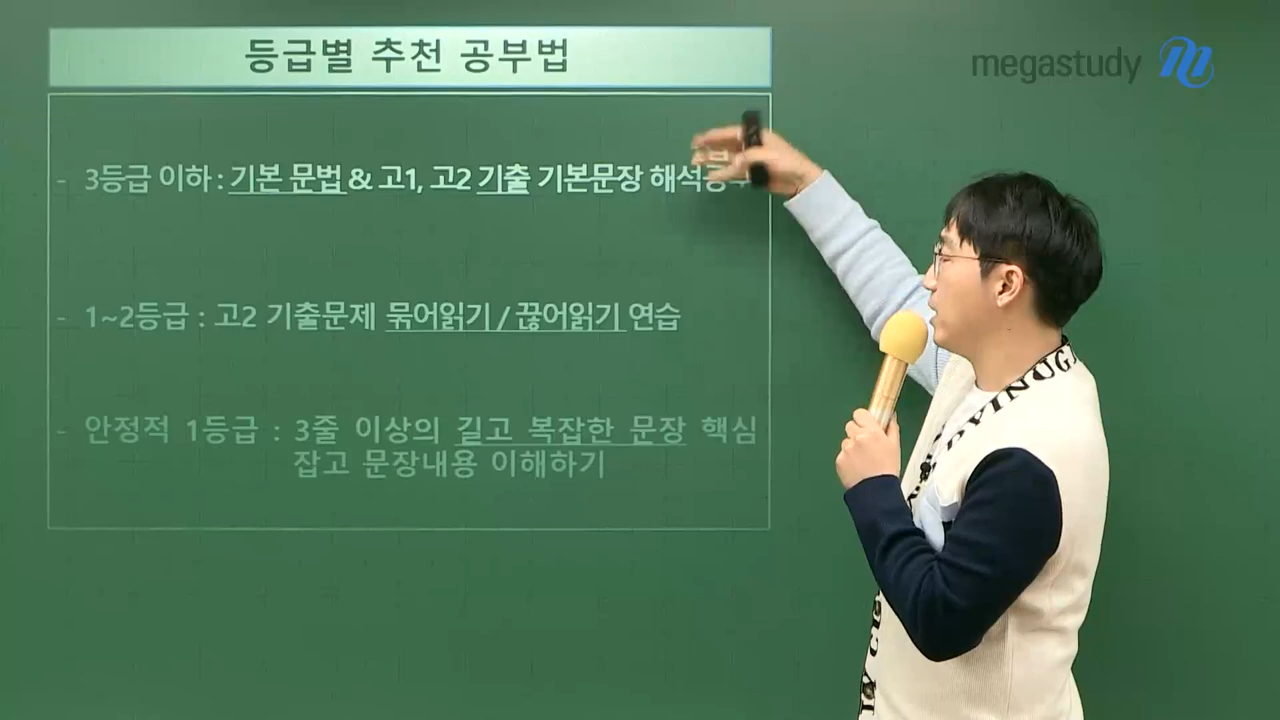 등급별 추천 공부법
megastudy
- 3등급 이하 : 기본 문법 & 고1, 고2 기출 기본문장 해석공부
- 1~2등급 : 고2 기출문제 묶어읽기 / 끊어읽기 연습
- 안정적 1등급 : 3줄 이상의 길고 복잡한 문장 핵심
잡고 문장내용 이해하기